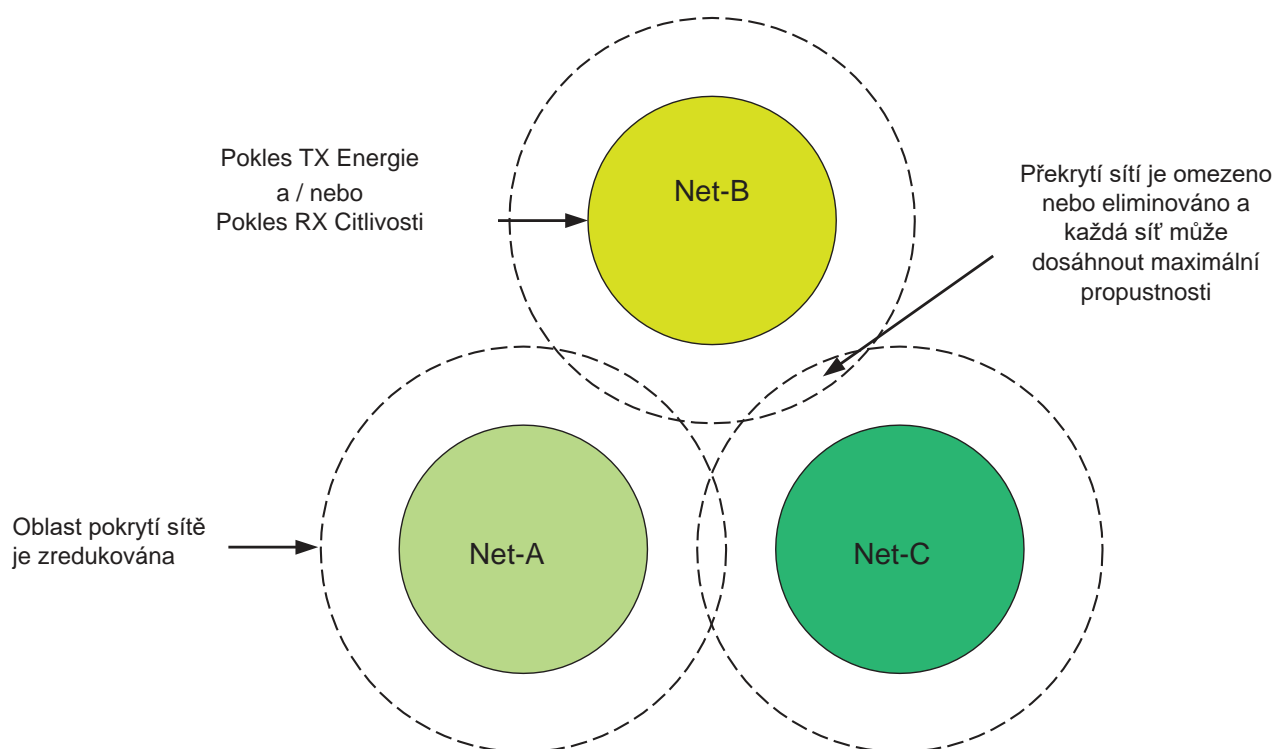 Pokles TX Energie
a / nebo
Pokles RX Citlivosti
Net-B
Překrytí sítí je omezeno
nebo eliminováno a
každá síť může
dosáhnout maximální
propustnosti
Oblast pokrytí sítě
je zredukována
Net-A
Net-C